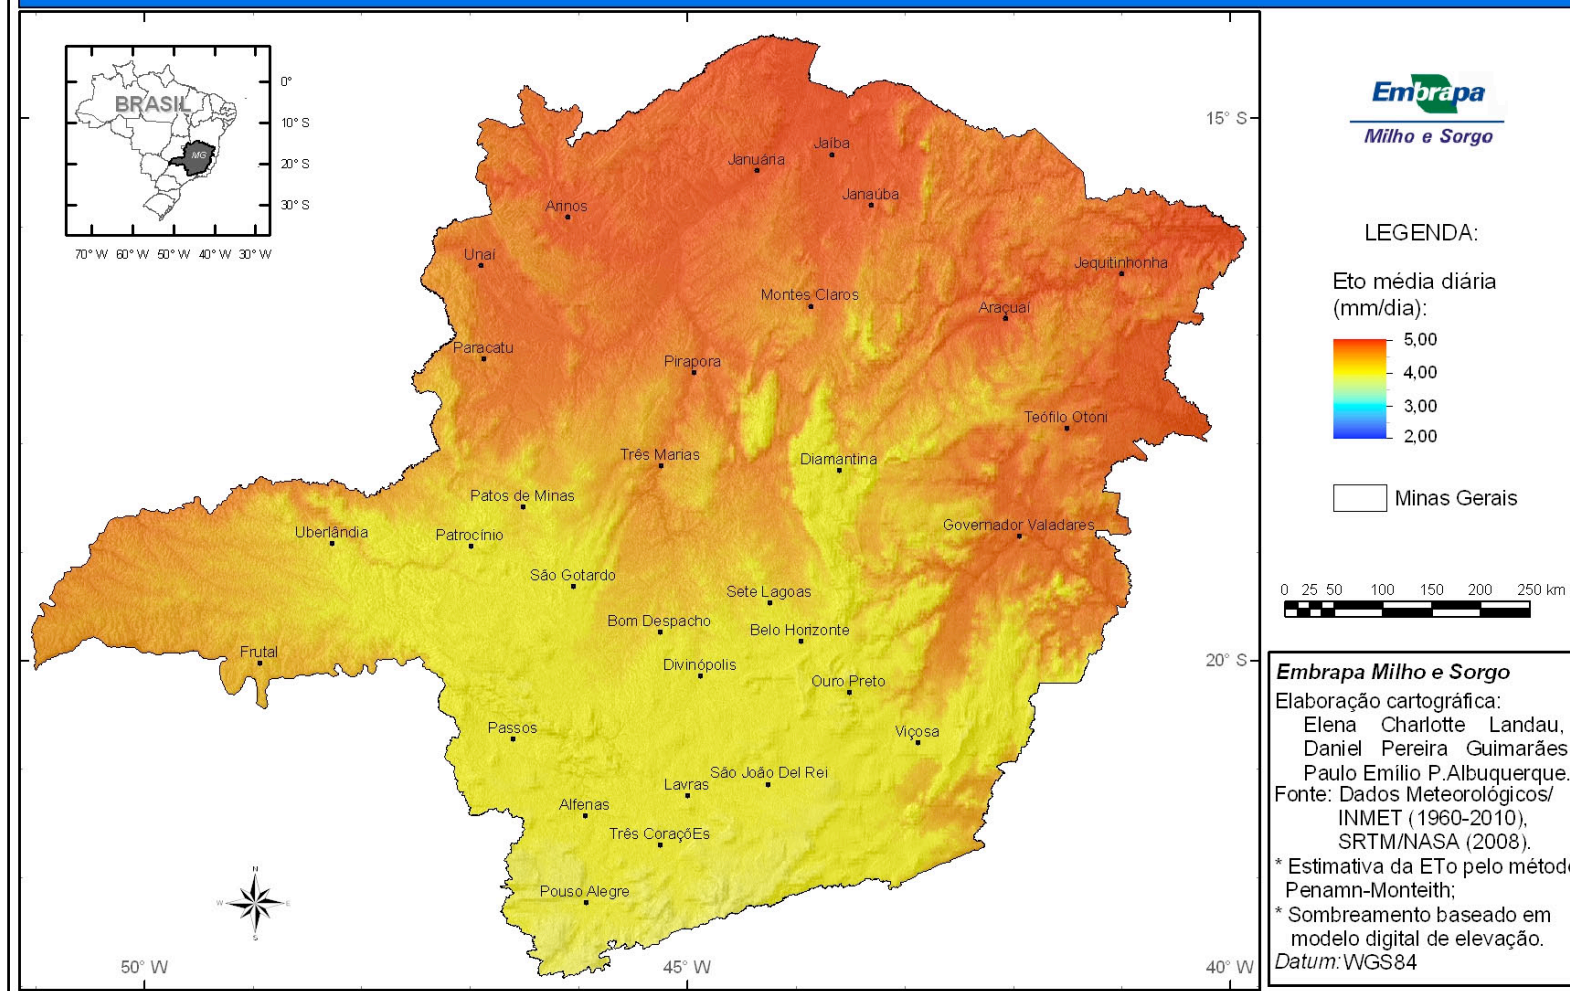 BRASIL
MG
0°
10° S
20° S
30° S
70° W 60° W 50° W 40° W 30° W
Januária
Jaíba
Janaúba
Arinos
Unaí
Jequitinhonha
Montes Claros
Araçuaí
Paracatu
Pirapora
Teófilo Otoni
Três Marias
Diamantina
Patos de Minas
Uberlândia
Patrocínio
Governador Valadares
São Gotardo
Sete Lagoas
Bom Despacho
Belo Horizonte
Frutal
Divinópolis
Ouro Preto
Passos
Viçosa
São João Del Rei
Lavras
Alfenas
Três CoraçõEs
Pouso Alegre
N
W E
S
50° W
45° W
40° W
15° S
20° S
Embrapa
Milho e Sorgo
LEGENDA:
Eto média diária
(mm/dia):
5,00
4,00
3,00
2,00
Minas Gerais
0 25 50 100 150 200 250 km
Embrapa Milho e Sorgo
Elaboração cartográfica:
Elena Charlotte Landau,
Daniel Pereira Guimarães
Paulo Emílio P.Albuquerque.
Fonte: Dados Meteorológicos/
INMET (1960-2010),
SRTM/NASA (2008).
* Estimativa da ETo pelo método
Penamn-Monteith;
* Sombreamento baseado em
modelo digital de elevação.
Datum:WGS84